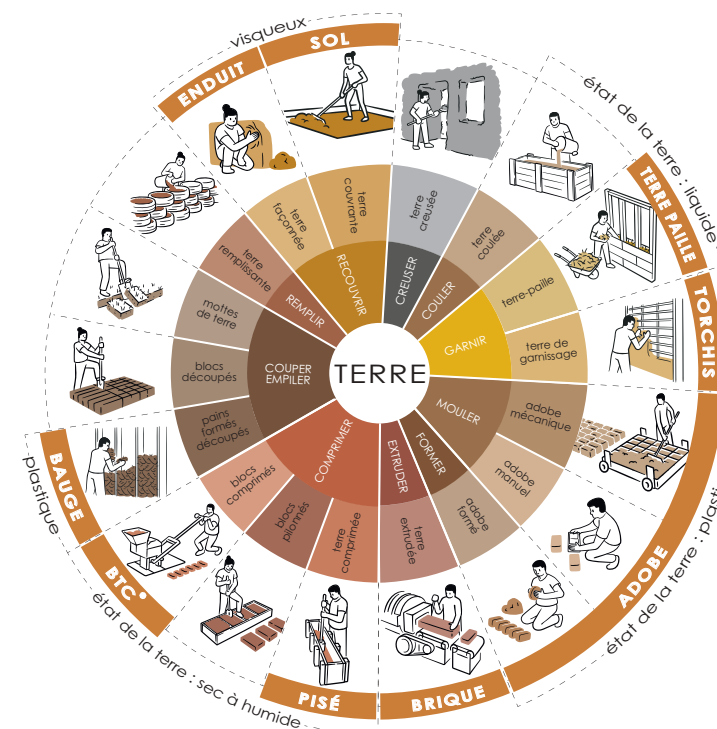 TERRE
CREUSER
COULER
GARNIR
MOULER
FORMER
EXTRUDER
COMPRIMER
COUPER
EMPILER
REMPLIR
RECOUVRIR
terre
creusée
terre
coulée
terre-paille
terre de
garnissage
adobe
mécanique
adobe
manuel
adobe
formé
terre
extrudée
terre
comprimée
blocs
pilonnés
blocs
comprimés
pains
formés
découpés
blocs
découpés
mottes
de terre
terre
remplissante
terre
façonnée
terre
couvrante
SOL
TERRE PAILLE
TORCHIS
ADOBE
BRIQUE
PISÉ
BTC*
BAUGE
ENDUIT
visqueux
état de la terre : liquide
état de la terre : plasti
état de la terre : sec à humide
plastique